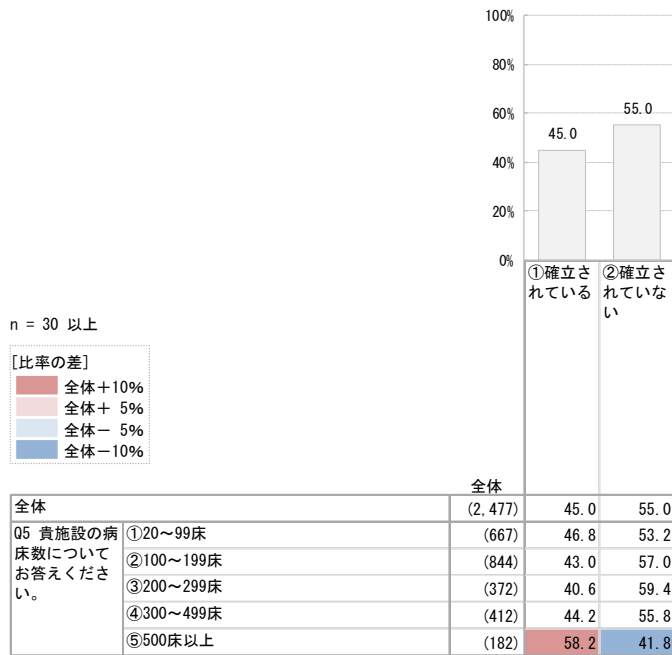 100%
80%
60%
40%
20%
0%
45.0
55.0
①確立さ
れている
②確立さ
れていな
い
n = 30 以上
[比率の差]
全体＋10%
全体＋ 5%
全体－ 5%
全体－10%
全体
全体 (2,477) 45.0 55.0
Q5 貴施設の病
床数について
お答えくださ
い。
①20～99床 (667) 46.8 53.2
②100～199床 (844) 43.0 57.0
③200～299床 (372) 40.6 59.4
④300～499床 (412) 44.2 55.8
⑤500床以上 (182) 58.2 41.8